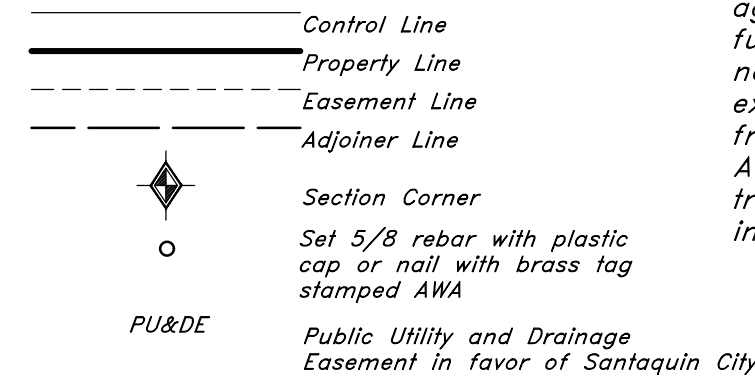 Control Line
Property Line
Easement Line
Adjoiner Line
Section Corner
Set 5/8 rebar with plastic
cap or nail with brass tag
stamped AWA
PU&DE
Public Utility and Drainage
Easement in favor of Santaquin City